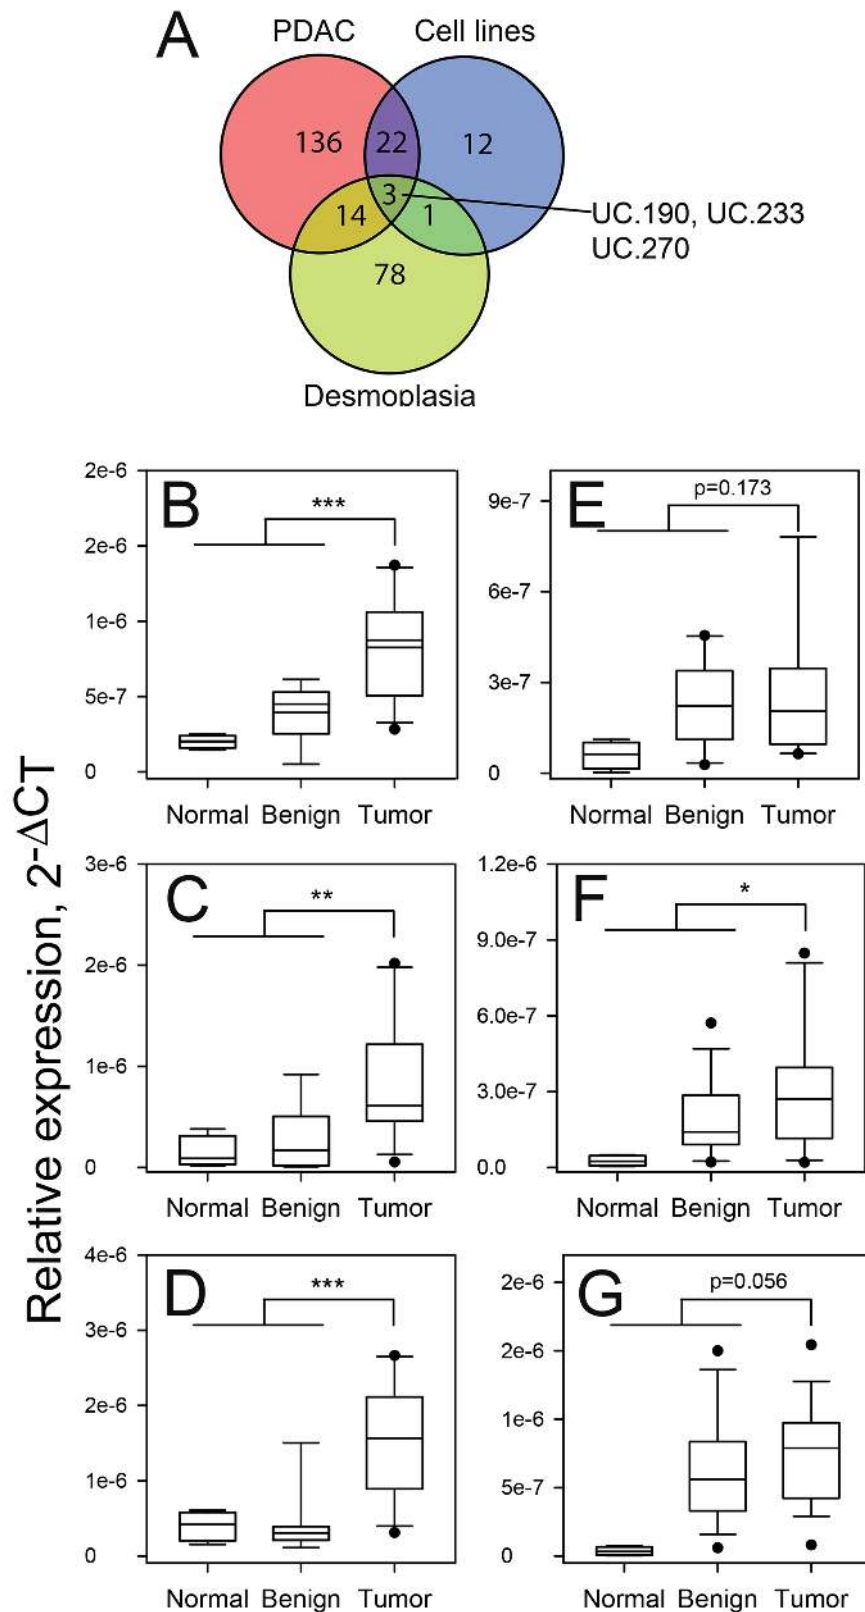 A
PDAC
Cell lines
136
22
12
3
14
1
78
UC.190, UC.233
UC.270
Desmoplasia
Relative expression, 2-ΔCT
B
***
2e-6
2e-6
1e-6
5e-7
0
Normal Benign Tumor
E
p=0.173
9e-7
6e-7
3e-7
0
Normal Benign Tumor
C
**
3e-6
2e-6
1e-6
0
Normal Benign Tumor
F
*
1.2e-6
9.0e-7
6.0e-7
3.0e-7
0.0
Normal Benign Tumor
D
***
4e-6
3e-6
2e-6
1e-6
0
Normal Benign Tumor
G
p=0.056
2e-6
2e-6
1e-6
5e-7
0
Normal Benign Tumor